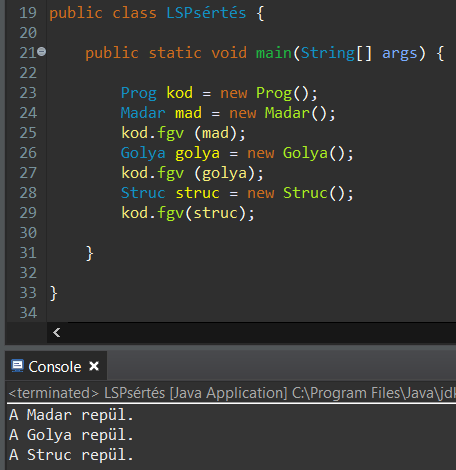 19 public class LSPsértés {
20
21 public static void main(String[] args) {
22
23 Prog kod = new Prog();
24 Madar mad = new Madar();
25 kod.fgv (mad);
26 Golya golya = new Golya();
27 kod.fgv (golya);
28 Struc struc = new Struc();
29 kod.fgv(struc);
30
31 }
32
33 }
34
Console
<terminated> LSPsértés [Java Application] C:\Program Files\Java\jdk
A Madar repül.
A Golya repül.
A Struc repül.